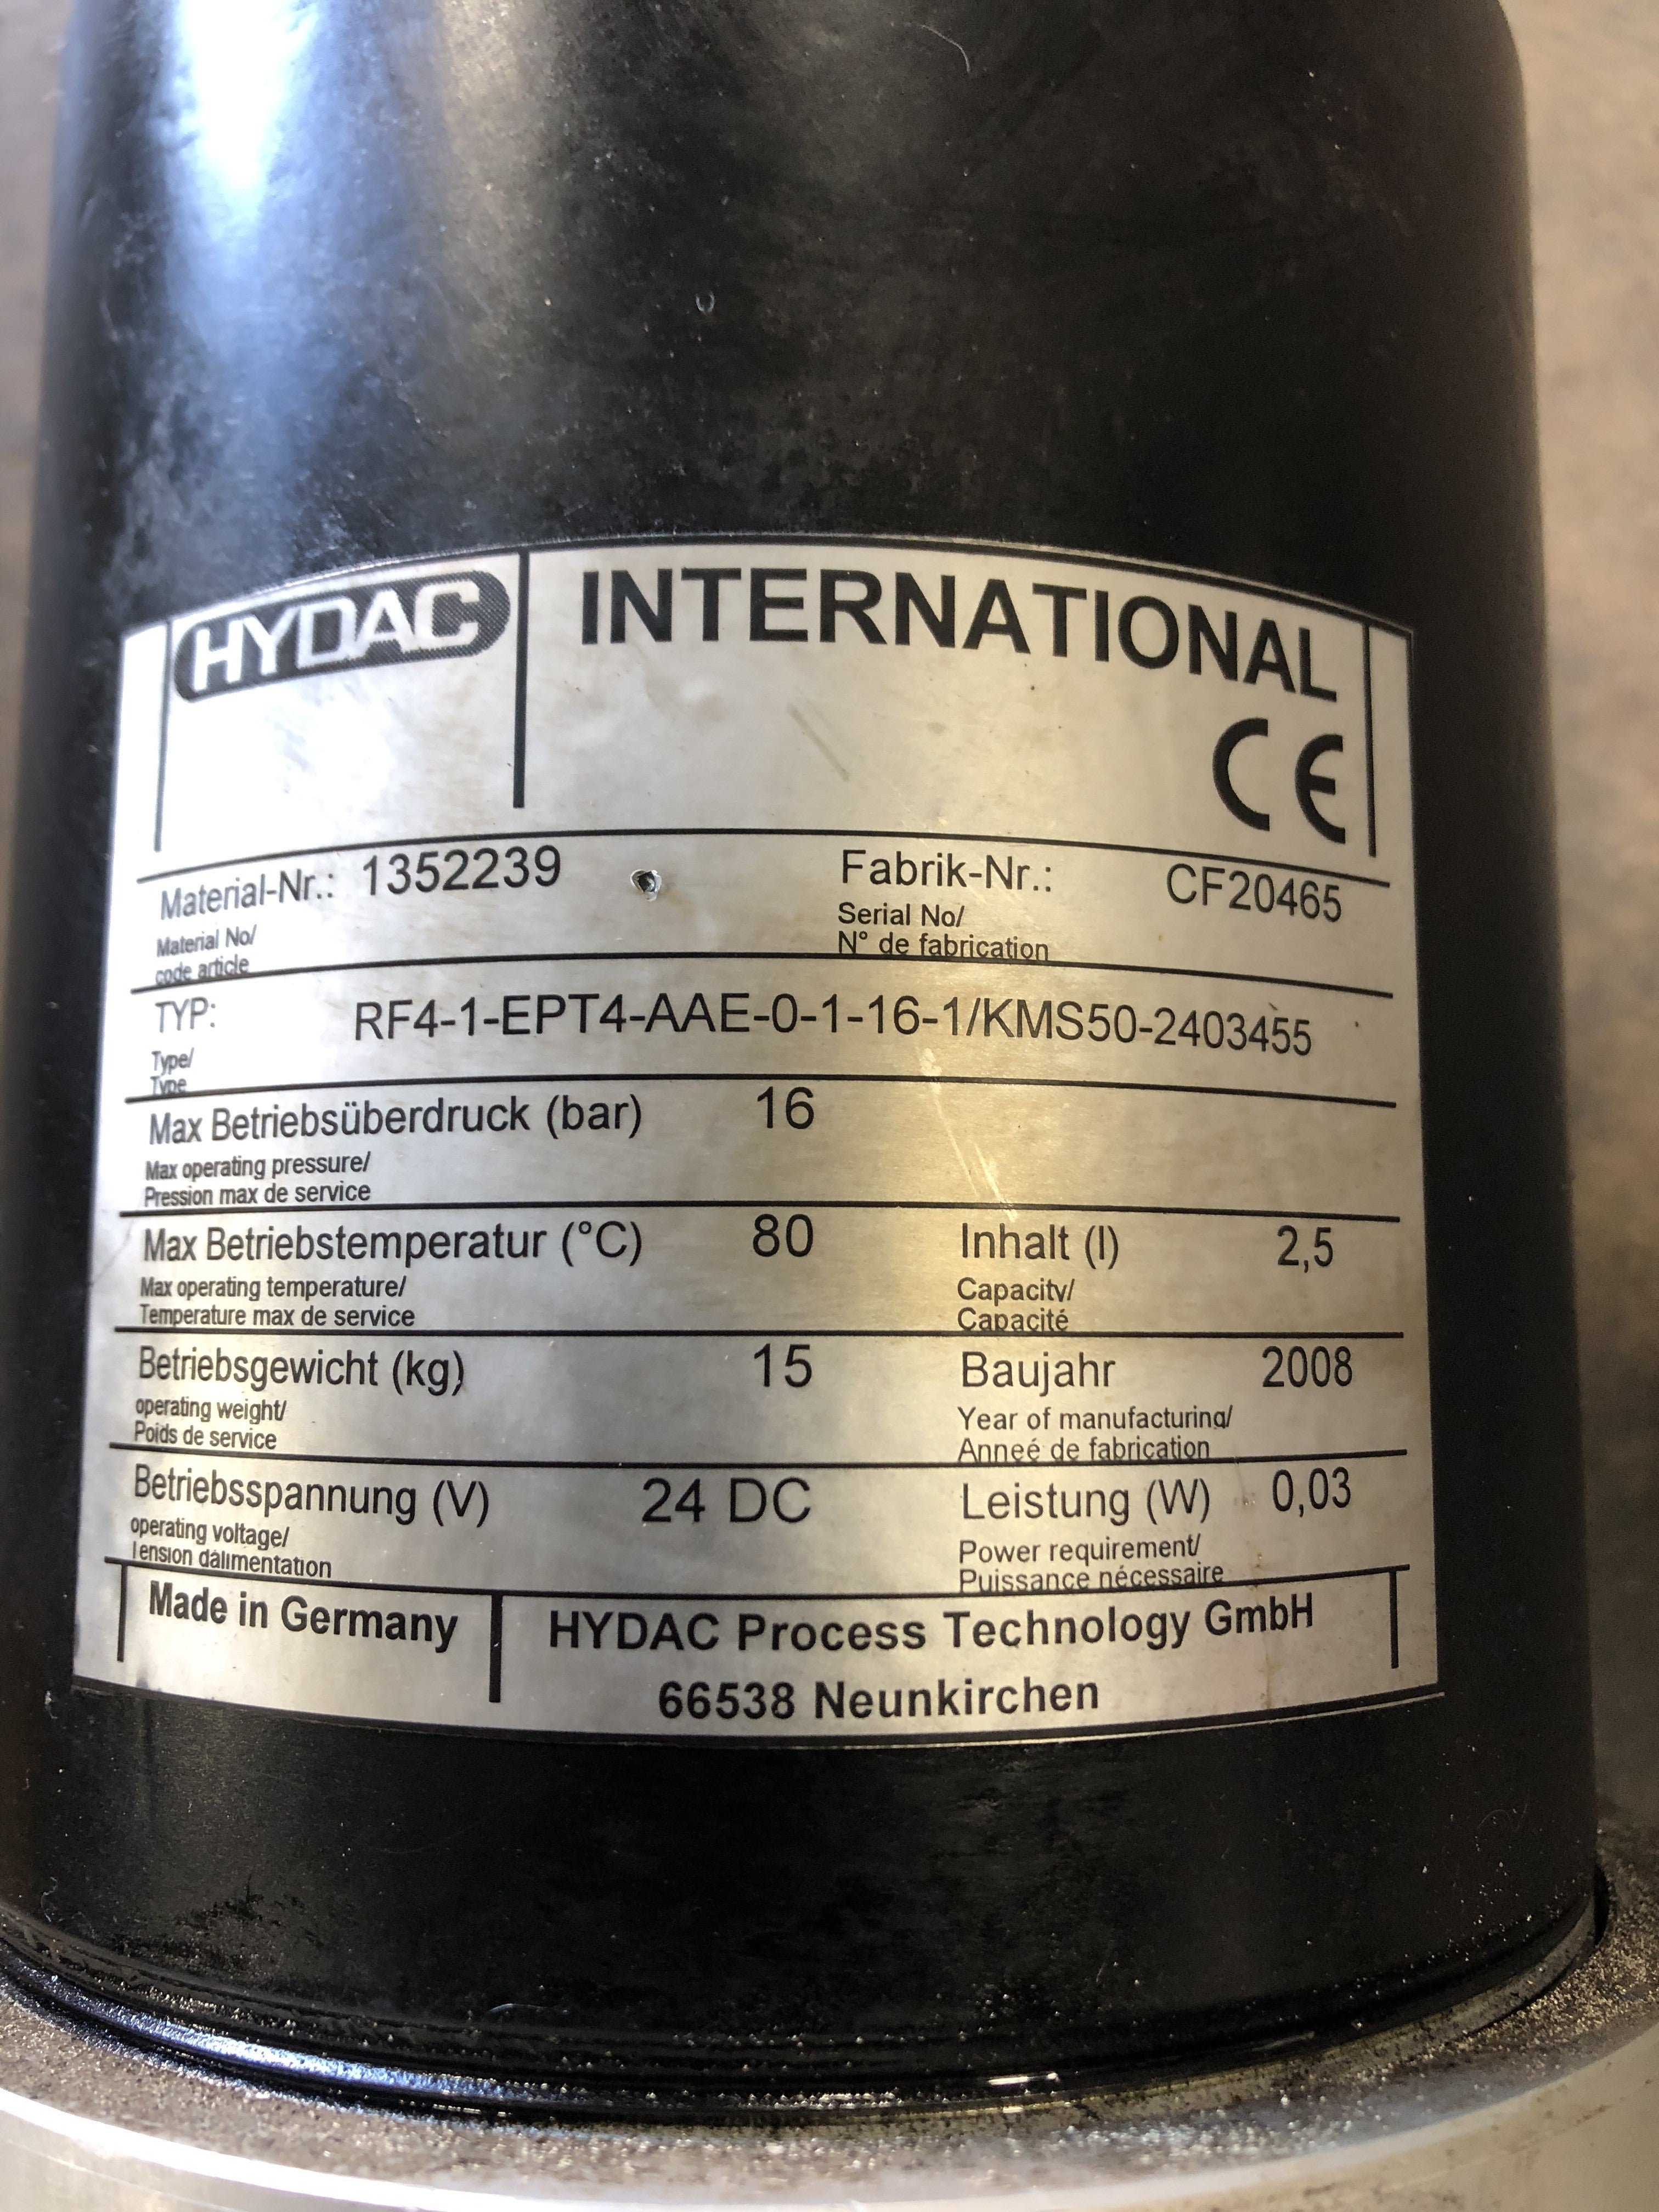 HYDAC INTERNATIONAL
CE
Material-Nr.: 1352239 Fabrik-Nr.: CF20465
Material No/ Serial No/
code article N° de fabrication
TYP: RF4-1-EPT4-AAE-0-1-16-1/KMS50-2403455
Type/
Type
Max Betriebsüberdruck (bar) 16
Max operating pressure/
Pression max de service
Max Betriebstemperatur (°C) 80 Inhalt (l) 2,5
Max operating temperature/ Capacity/
Temperature max de service Capacité
Betriebsgewicht (kg) 15 Baujahr 2008
operating weight/ Year of manufacturing/
Poids de service Anneé de fabrication
Betriebsspannung (V) 24 DC Leistung (W) 0,03
operating voltage/ Power requirement/
Tension dàlimentation Puissance nécessaire
Made in Germany HYDAC Process Technology GmbH
66538 Neunkirchen